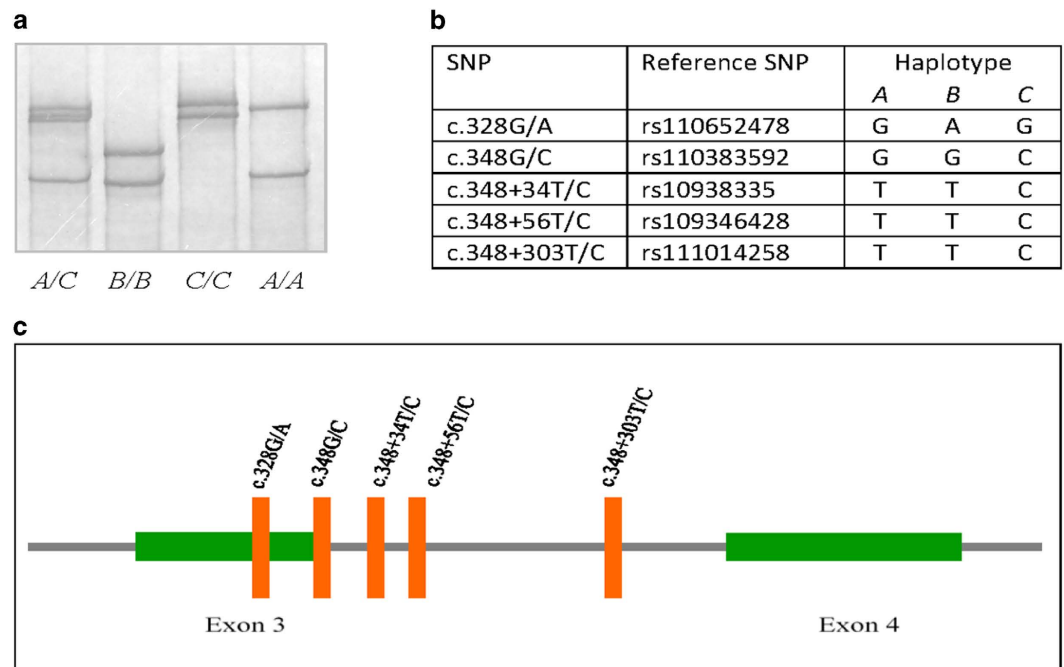 a
A/C B/B C/C A/A
b
SNP Reference SNP Haplotype
A B C
c.328G/A rs110652478 G A G
c.348G/C rs110383592 G G C
c.348+34T/C rs10938335 T T C
c.348+56T/C rs109346428 T T C
c.348+303T/C rs111014258 T T C
c
c.328G/A c.348G/C c.348+34T/C c.348+56T/C c.348+303T/C
Exon 3 Exon 4